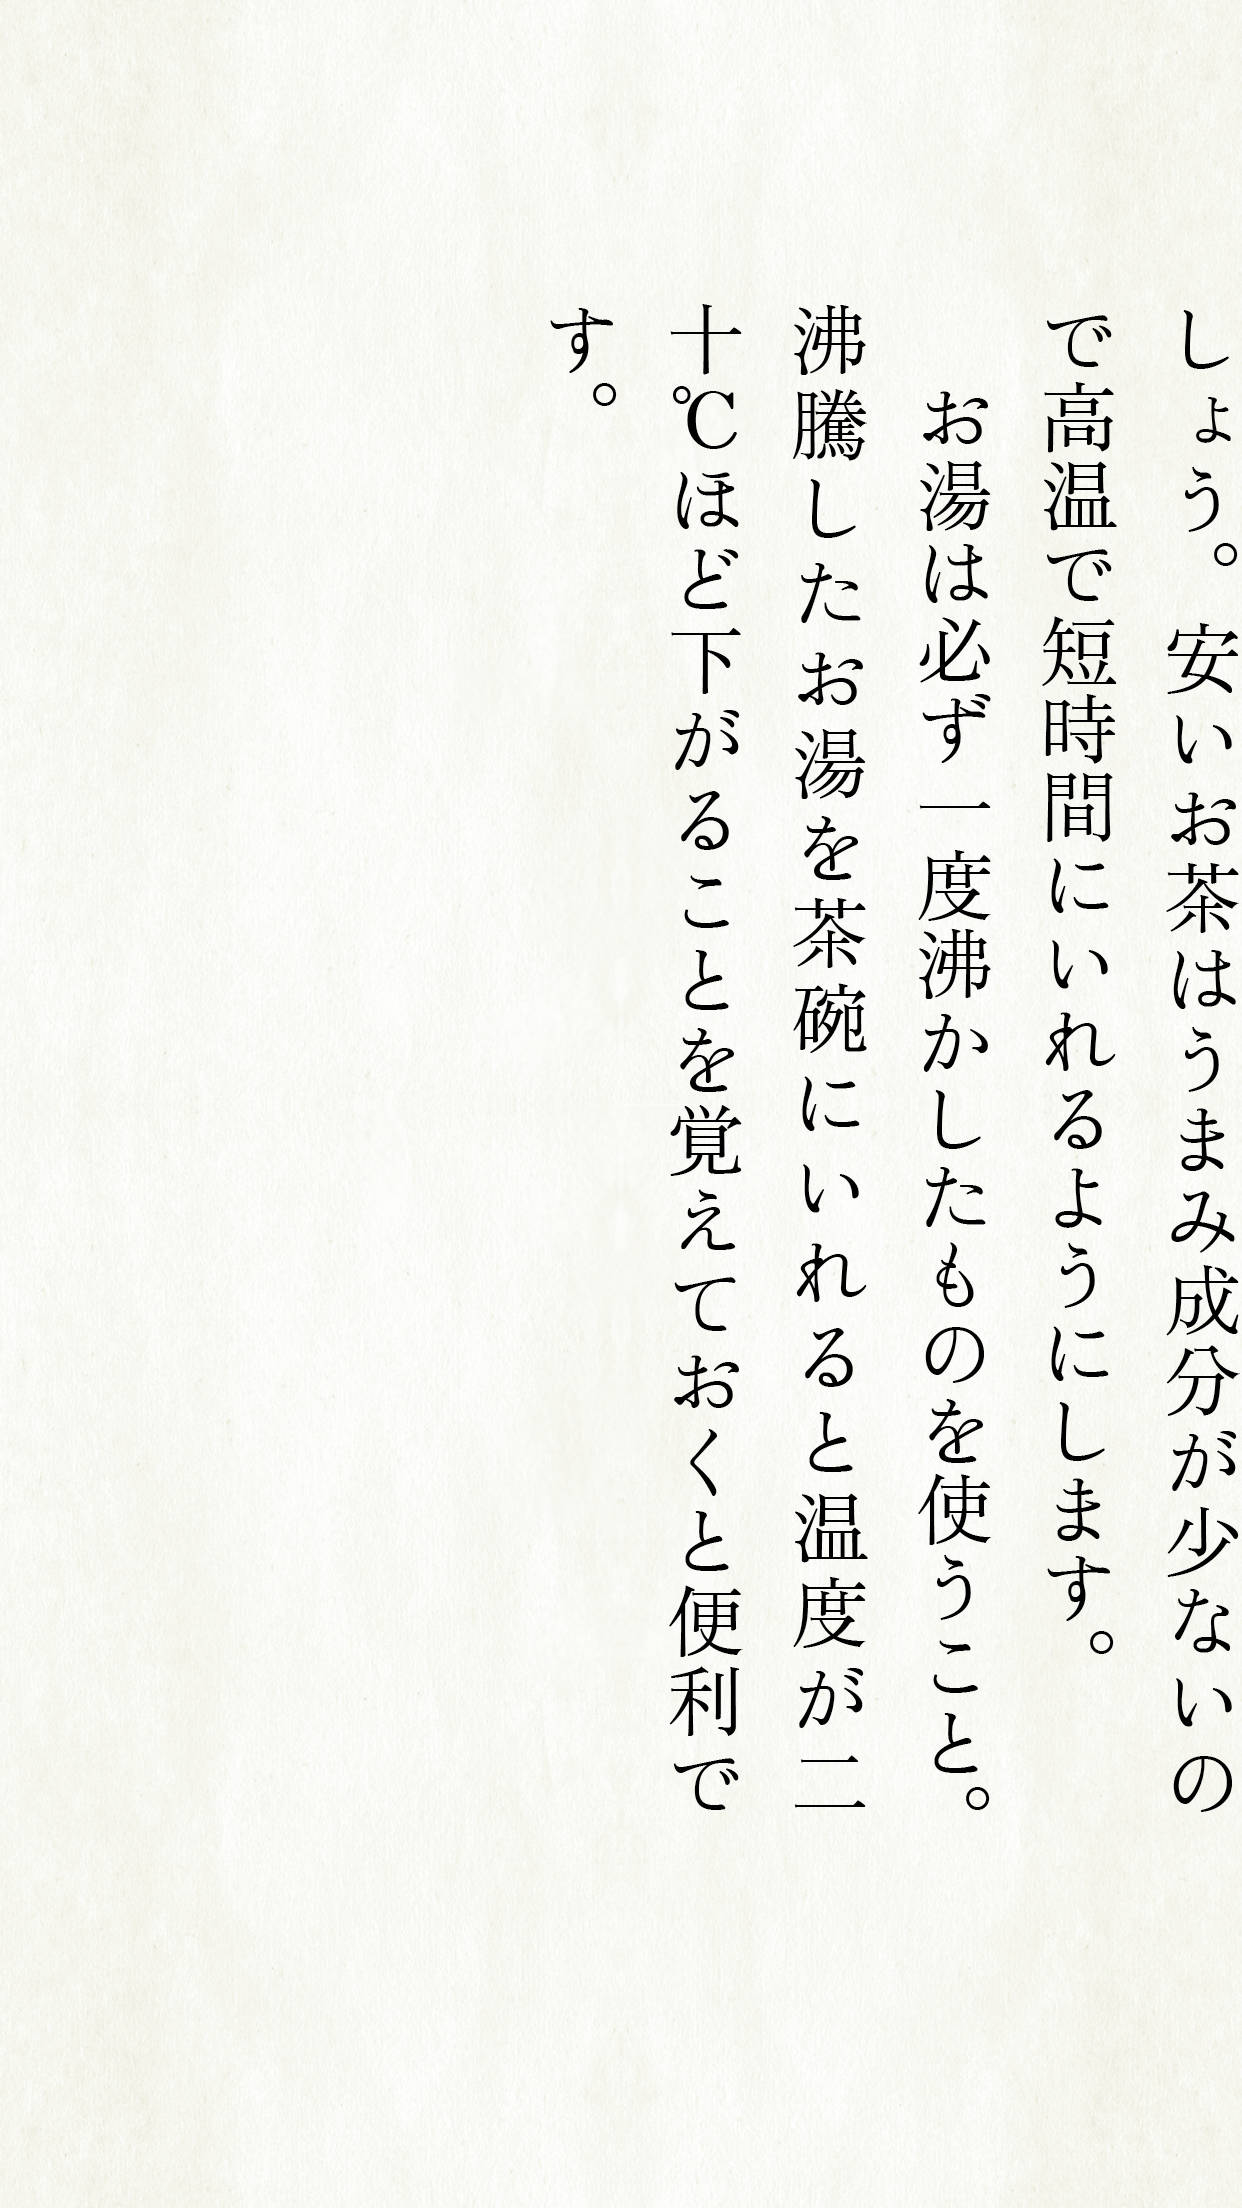 しょう。安いお茶はうまみ成分が少ないの
で高温で短時間にいれるようにします。
お湯は必ず一度沸かしたものを使うこと。
沸騰したお湯を茶碗にいれると温度が二
十℃ほど下がることを覚えておくと便利で
す。